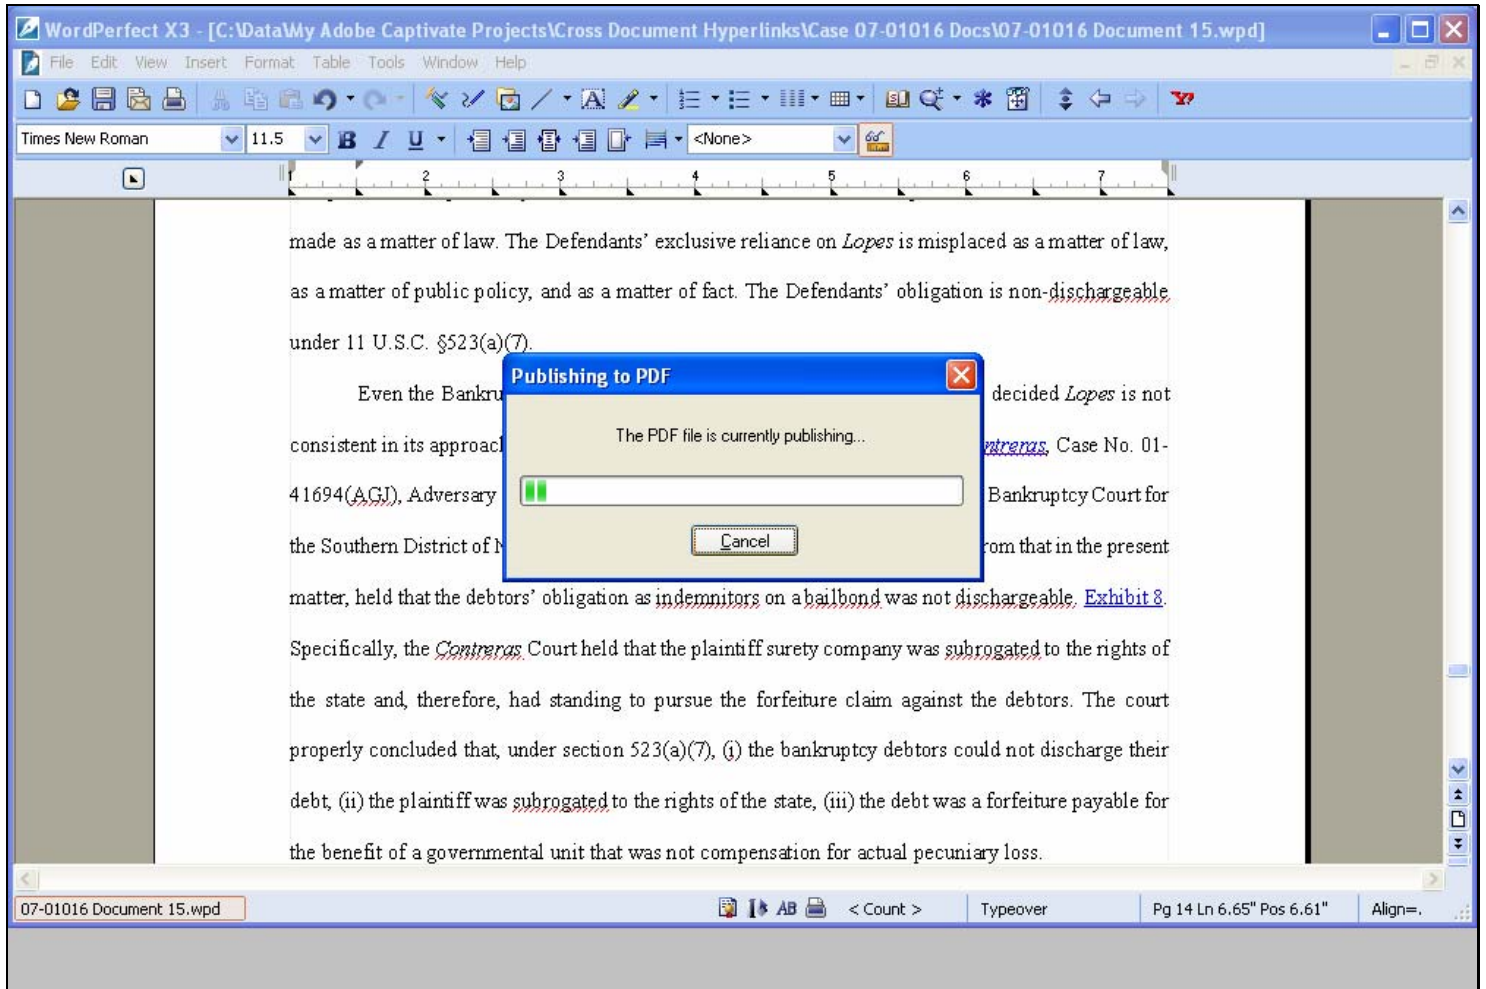 WordPerfect X3 - [C:\Data\My Adobe Captivate Projects\Cross Document Hyperlinks\Case 07-01016 Docs\07-01016 Document 15.wpd]
File Edit View Insert Format Table Tools Window Help
Times New Roman 11.5 B I U <None>
1 2 3 4 5 6 7
made as a matter of law. The Defendants’ exclusive reliance on Lopes is misplaced as a matter of law,
as a matter of public policy, and as a matter of fact. The Defendants’ obligation is non-dischargeable
under 11 U.S.C. §523(a)(7).
Even the Bankru decided Lopes is not
consistent in its approach ntreras, Case No. 01-
41694(AGJ), Adversary Bankruptcy Court for
the Southern District of N rom that in the present
matter, held that the debtors’ obligation as indemnitors on a bailbond was not dischargeable. Exhibit 8.
Specifically, the Contreras Court held that the plaintiff surety company was subrogated to the rights of
the state and, therefore, had standing to pursue the forfeiture claim against the debtors. The court
properly concluded that, under section 523(a)(7), (i) the bankruptcy debtors could not discharge their
debt, (ii) the plaintiff was subrogated to the rights of the state, (iii) the debt was a forfeiture payable for
the benefit of a governmental unit that was not compensation for actual pecuniary loss.
Publishing to PDF
The PDF file is currently publishing...
Cancel
07-01016 Document 15.wpd AB < Count > Typeover Pg 14 Ln 6.65" Pos 6.61" Align=.